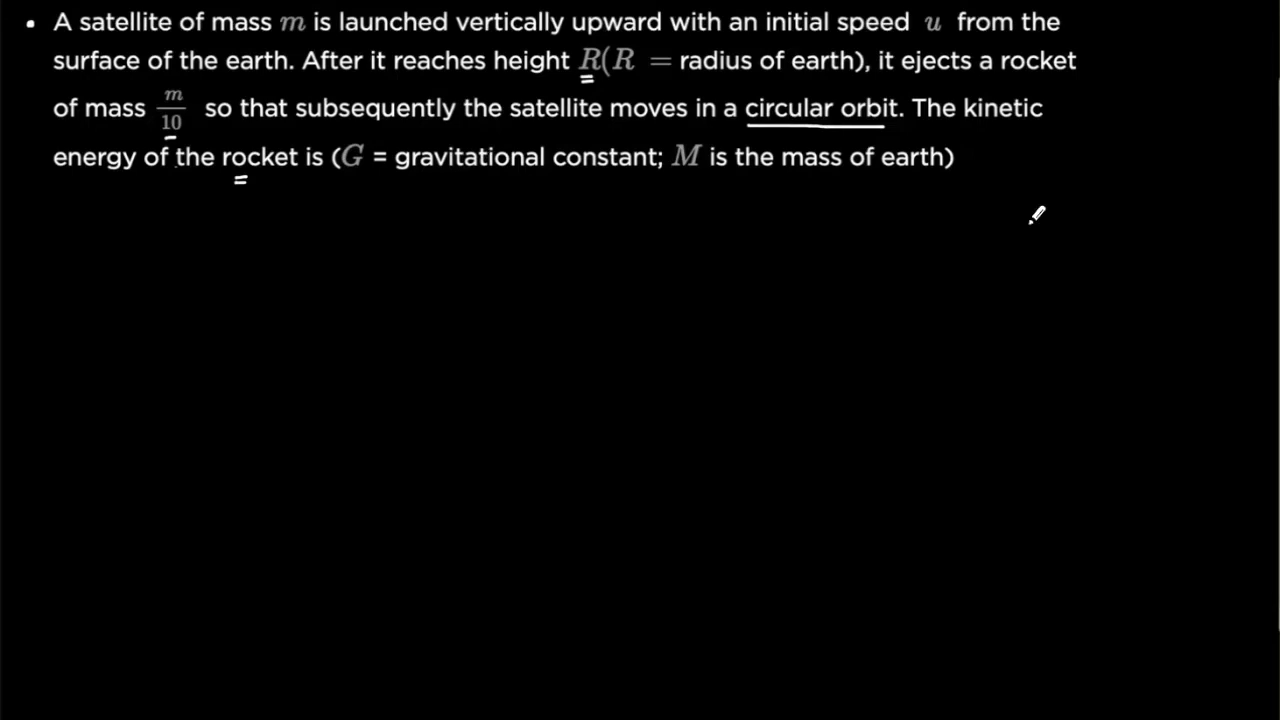 • A satellite of mass m is launched vertically upward with an initial speed u from the
surface of the earth. After it reaches height R(R = radius of earth), it ejects a rocket
of mass m/10 so that subsequently the satellite moves in a circular orbit. The kinetic
energy of the rocket is (G = gravitational constant; M is the mass of earth)